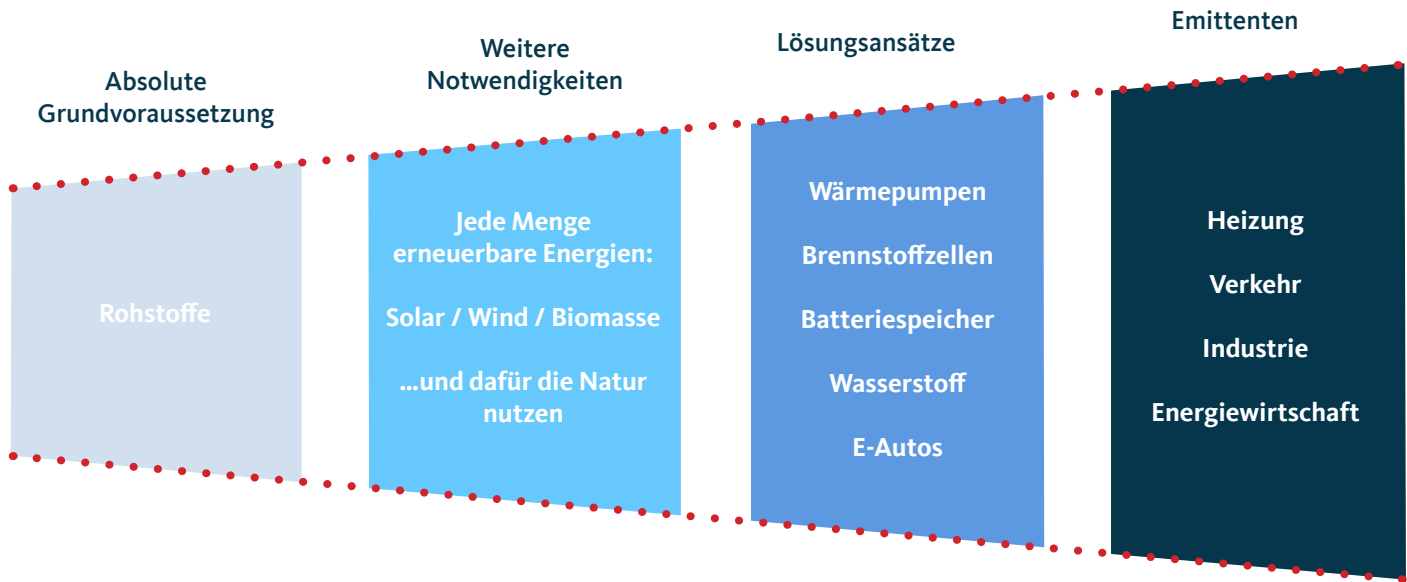 Absolute
Grundvoraussetzung
Rohstoffe
Weitere
Notwendigkeiten
Jede Menge
erneuerbare Energien:
Solar / Wind / Biomasse
...und dafür die Natur
nutzen
Lösungsansätze
Wärmepumpen
Brennstoffzellen
Batteriespeicher
Wasserstoff
E-Autos
Emittenten
Heizung
Verkehr
Industrie
Energiewirtschaft